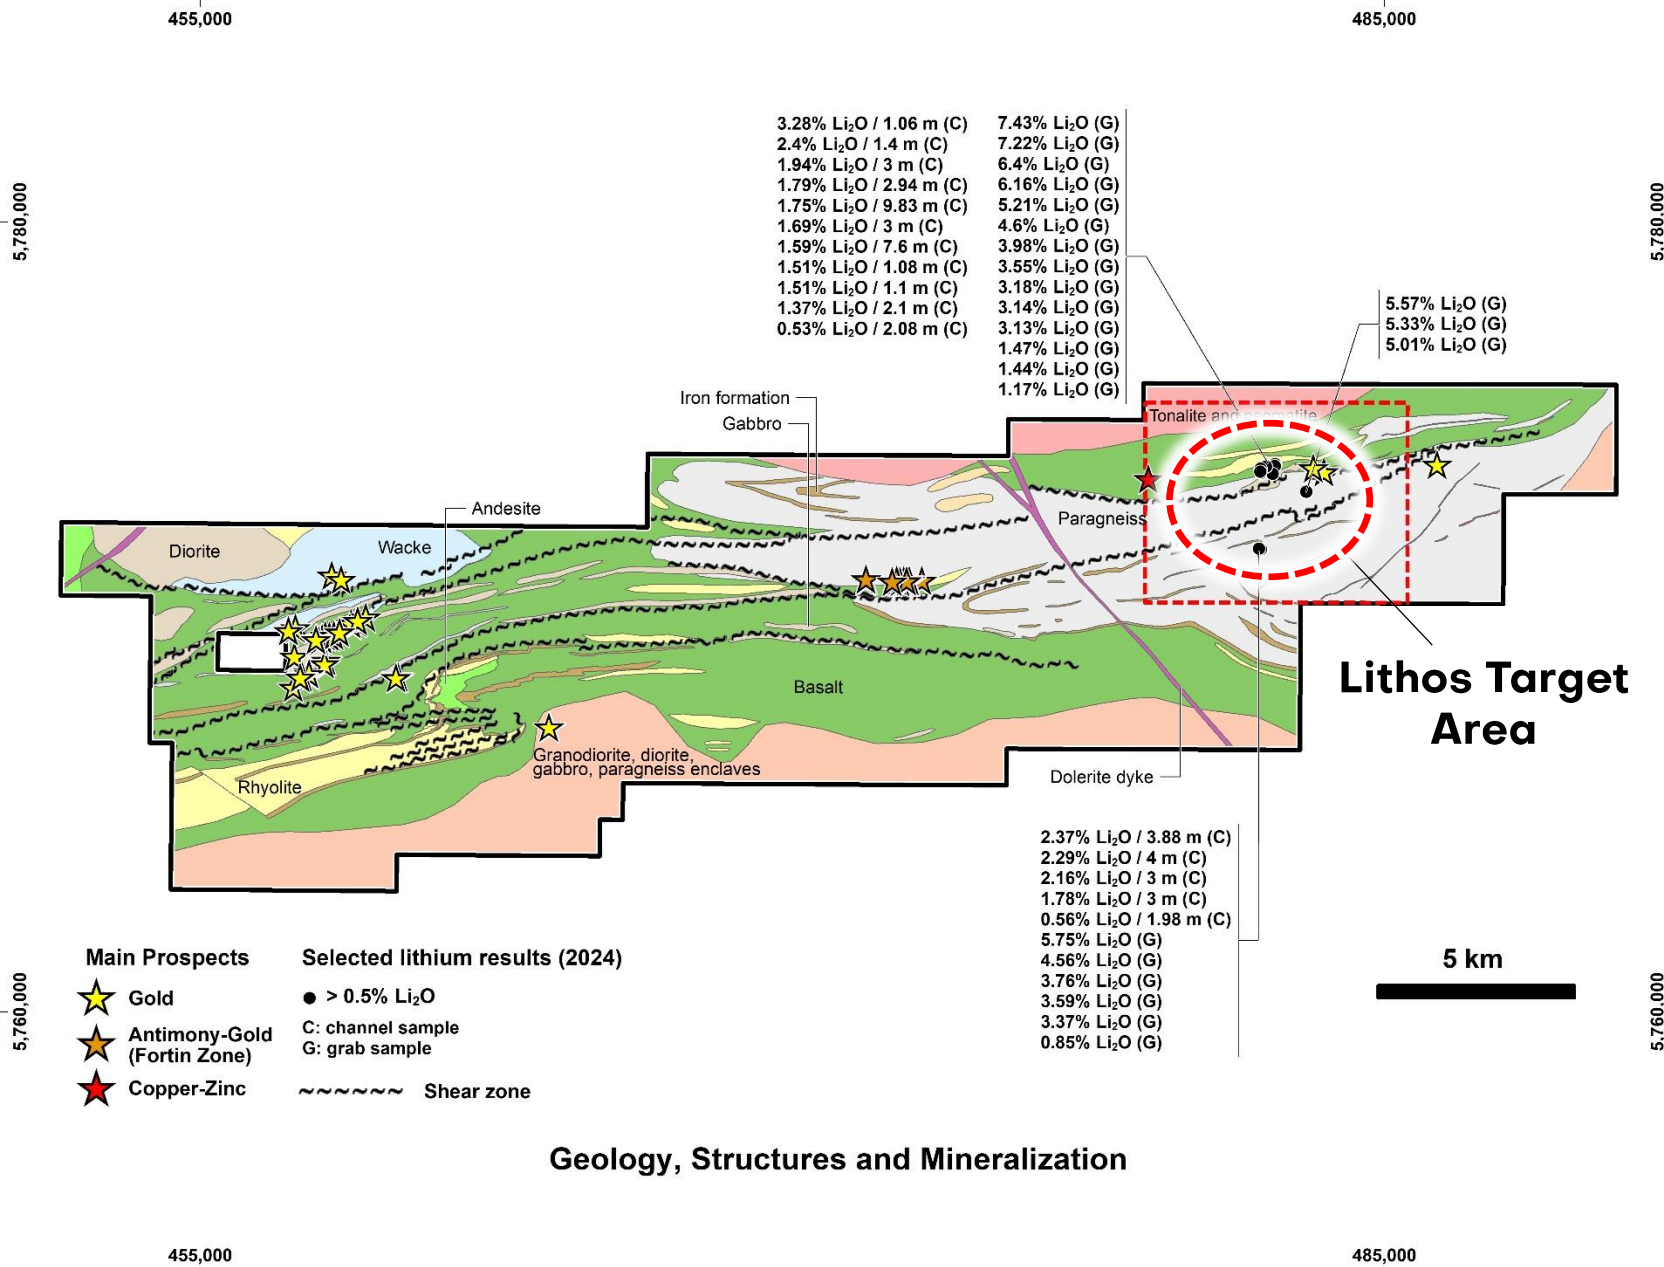 455,000
485,000
5,780,000
5,780,000
3.28% Li₂O / 1.06 m (C)
2.4% Li₂O / 1.4 m (C)
1.94% Li₂O / 3 m (C)
1.79% Li₂O / 2.94 m (C)
1.75% Li₂O / 9.83 m (C)
1.69% Li₂O / 3 m (C)
1.59% Li₂O / 7.6 m (C)
1.51% Li₂O / 1.08 m (C)
1.51% Li₂O / 1.1 m (C)
1.37% Li₂O / 2.1 m (C)
0.53% Li₂O / 2.08 m (C)
7.43% Li₂O (G)
7.22% Li₂O (G)
6.4% Li₂O (G)
6.16% Li₂O (G)
5.21% Li₂O (G)
4.6% Li₂O (G)
3.98% Li₂O (G)
3.55% Li₂O (G)
3.18% Li₂O (G)
3.14% Li₂O (G)
3.13% Li₂O (G)
1.47% Li₂O (G)
1.44% Li₂O (G)
1.17% Li₂O (G)
5.57% Li₂O (G)
5.33% Li₂O (G)
5.01% Li₂O (G)
Iron formation
Gabbro
Tonalite and pegmatite
Andesite
Paragneiss
Diorite
Wacke
Basalt
Lithos Target
Area
Granodiorite, diorite,
gabbro, paragneiss enclaves
Rhyolite
Dolerite dyke
2.37% Li₂O / 3.88 m (C)
2.29% Li₂O / 4 m (C)
2.16% Li₂O / 3 m (C)
1.78% Li₂O / 3 m (C)
0.56% Li₂O / 1.98 m (C)
5.75% Li₂O (G)
4.56% Li₂O (G)
3.76% Li₂O (G)
3.59% Li₂O (G)
3.37% Li₂O (G)
0.85% Li₂O (G)
5 km
5,760,000
5,760,000
Main Prospects
Gold
Antimony-Gold
(Fortin Zone)
Copper-Zinc
Selected lithium results (2024)
> 0.5% Li₂O
C: channel sample
G: grab sample
Shear zone
Geology, Structures and Mineralization
455,000
485,000